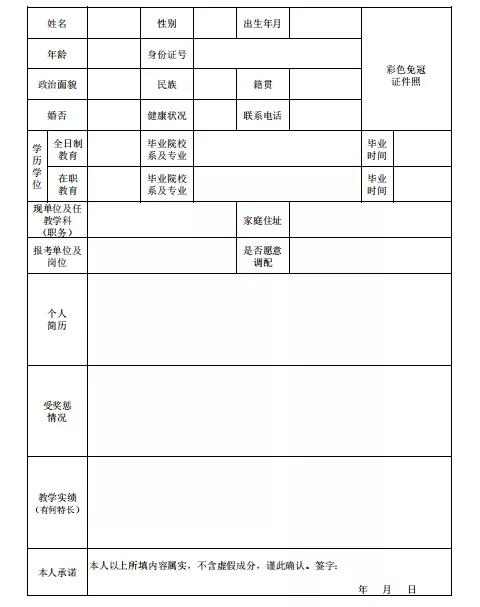 姓名 性别 出生年月
彩色免冠
证件照
年龄 身份证号
政治面貌 民族 籍贯
婚否 健康状况 联系电话
学历学位
全日制
教育
毕业院校
系及专业
毕业
时间
在职
教育
毕业院校
系及专业
毕业
时间
现单位及任
教学科
（职务）
家庭住址
报考单位及
岗位
是否愿意
调配
个人
简历
受奖惩
情况
教学实绩
（有何特长）
本人承诺
本人以上所填内容属实，不含虚假成分，谨此确认。签字：
年 月 日